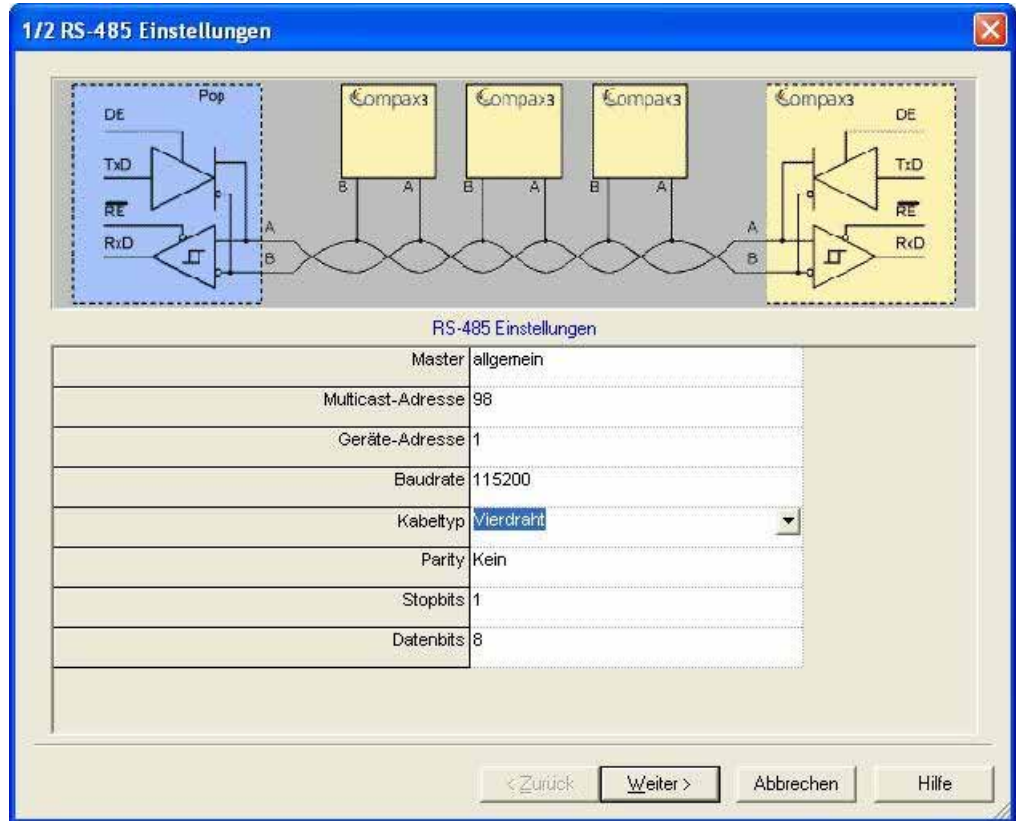 1/2 RS-485 Einstellungen
Pop
DE
TxD
RE
RxD
A
B
Compax3
B A
Compax3
B A
Compax3
B A
Compax3
DE
TxD
RE
RxD
A
B
RS-485 Einstellungen
Master allgemein
Multicast-Adresse 98
Geräte-Adresse 1
Baudrate 115200
Kabeltyp Vierdraht
Parity Kein
Stopbits 1
Datenbits 8
< Zurück Weiter > Abbrechen Hilfe